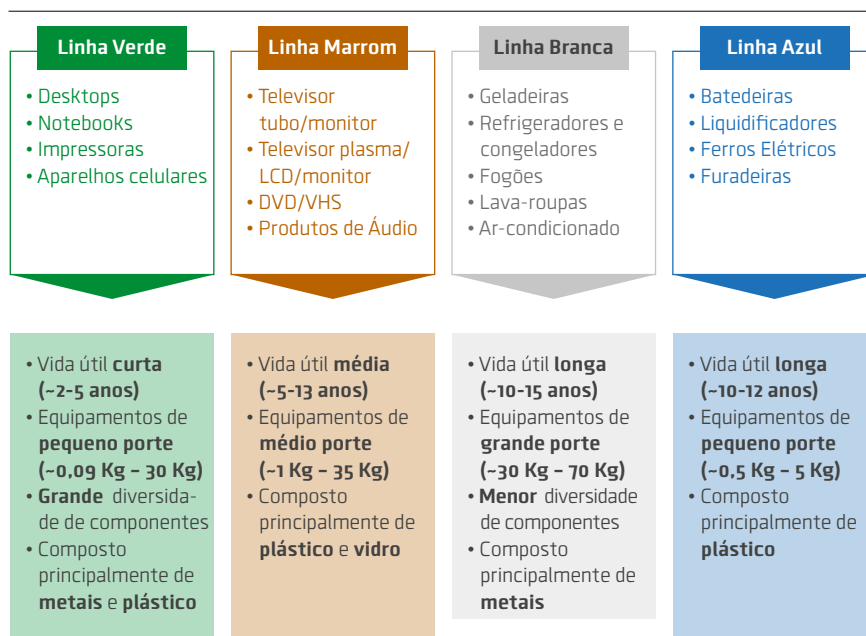 Linha Verde
• Desktops
• Notebooks
• Impressoras
• Aparelhos celulares
• Vida útil curta
(~2-5 anos)
• Equipamentos de
pequeno porte
(~0,09 Kg – 30 Kg)
• Grande diversida-
de de componentes
• Composto
principalmente de
metais e plástico
Linha Marrom
• Televisor
tubo/monitor
• Televisor plasma/
LCD/monitor
• DVD/VHS
• Produtos de Áudio
• Vida útil média
(~5-13 anos)
• Equipamentos de
médio porte
(~1 Kg – 35 Kg)
• Composto
principalmente de
plástico e vidro
Linha Branca
• Geladeiras
• Refrigeradores e
congeladores
• Fogões
• Lava-roupas
• Ar-condicionado
• Vida útil longa
(~10-15 anos)
• Equipamentos de
grande porte
(~30 Kg – 70 Kg)
• Menor diversidade
de componentes
• Composto
principalmente de
metais
Linha Azul
• Batedeiras
• Liquidificadores
• Ferros Elétricos
• Furadeiras
• Vida útil longa
(~10-12 anos)
• Equipamentos de
pequeno porte
(~0,5 Kg – 5 Kg)
• Composto
principalmente de
plástico